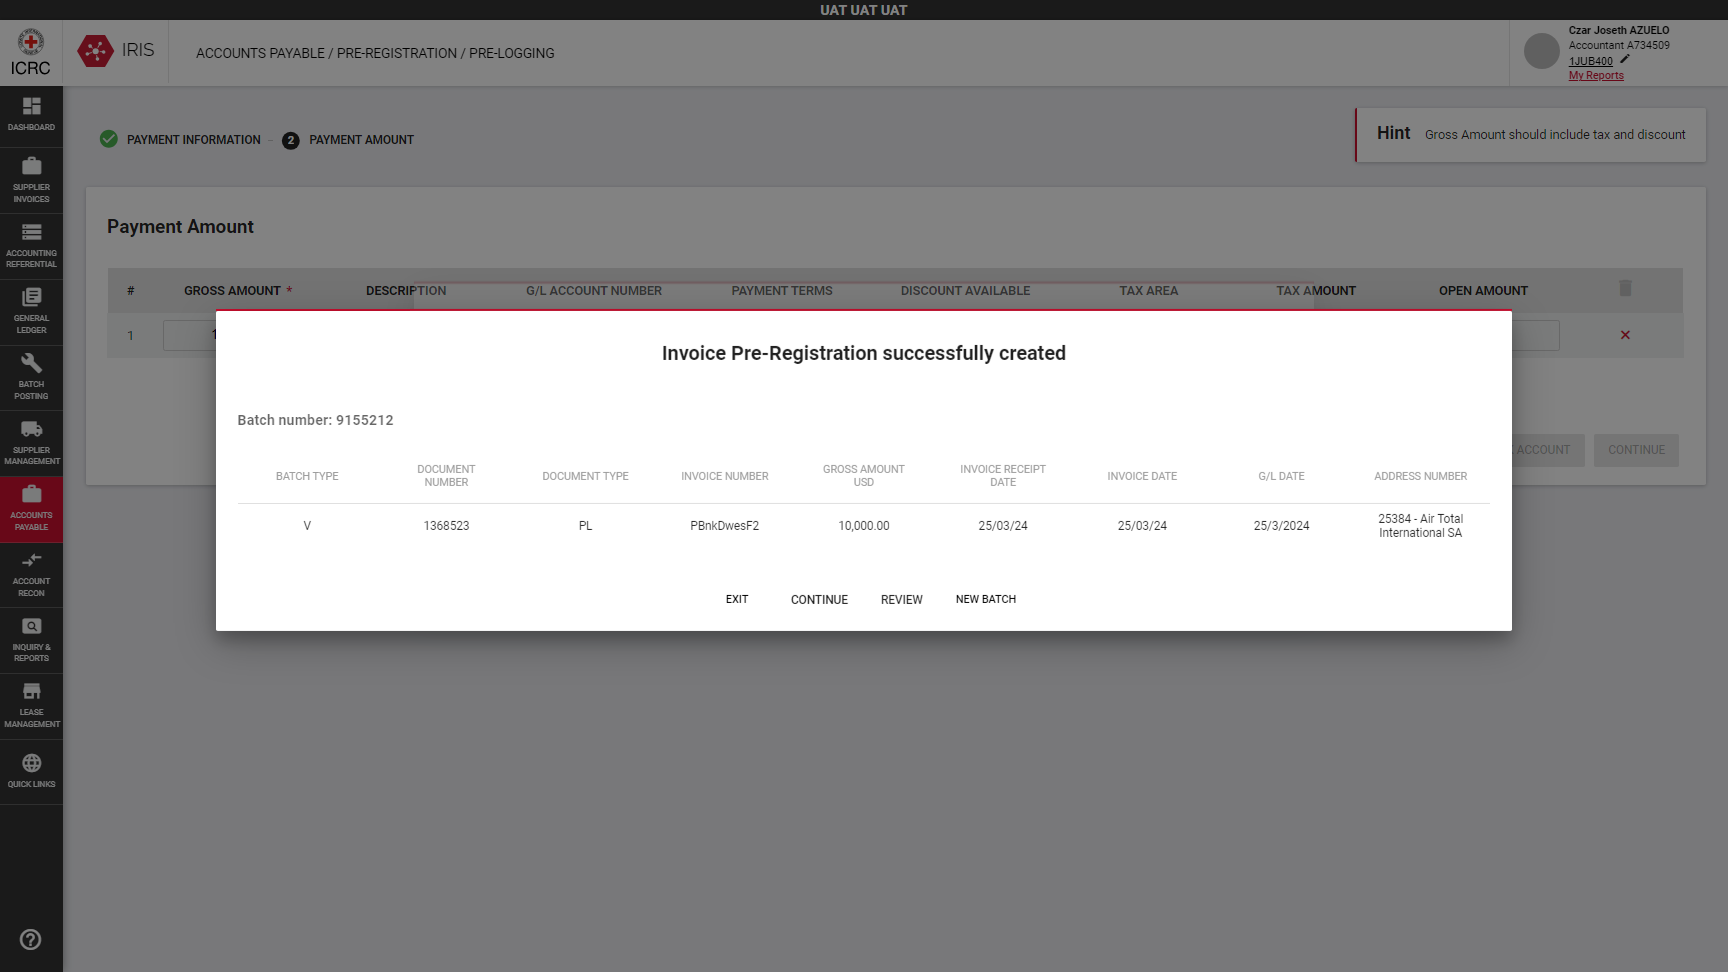 UAT UAT UAT
ICRC
IRIS
ACCOUNTS PAYABLE / PRE-REGISTRATION / PRE-LOGGING
Czar Joseth AZUELO
Accountant A734509
1JUB400
My Reports
DASHBOARD
SUPPLIER
INVOICES
ACCOUNTING
REFERENTIAL
GENERAL
LEDGER
BATCH
POSTING
SUPPLIER
MANAGEMENT
ACCOUNTS
PAYABLE
ACCOUNT
RECON
INQUIRY &
REPORTS
LEASE
MANAGEMENT
QUICK LINKS
PAYMENT INFORMATION
2 PAYMENT AMOUNT
Hint Gross Amount should include tax and discount
Payment Amount
# GROSS AMOUNT * DESCRIPTION G/L ACCOUNT NUMBER PAYMENT TERMS DISCOUNT AVAILABLE TAX AREA TAX AMOUNT OPEN AMOUNT
1
ACCOUNT CONTINUE
Invoice Pre-Registration successfully created
Batch number: 9155212
BATCH TYPE DOCUMENT NUMBER DOCUMENT TYPE INVOICE NUMBER GROSS AMOUNT USD INVOICE RECEIPT DATE INVOICE DATE G/L DATE ADDRESS NUMBER
V 1368523 PL PBnkDwesF2 10,000.00 25/03/24 25/03/24 25/3/2024 25384 - Air Total International SA
EXIT CONTINUE REVIEW NEW BATCH